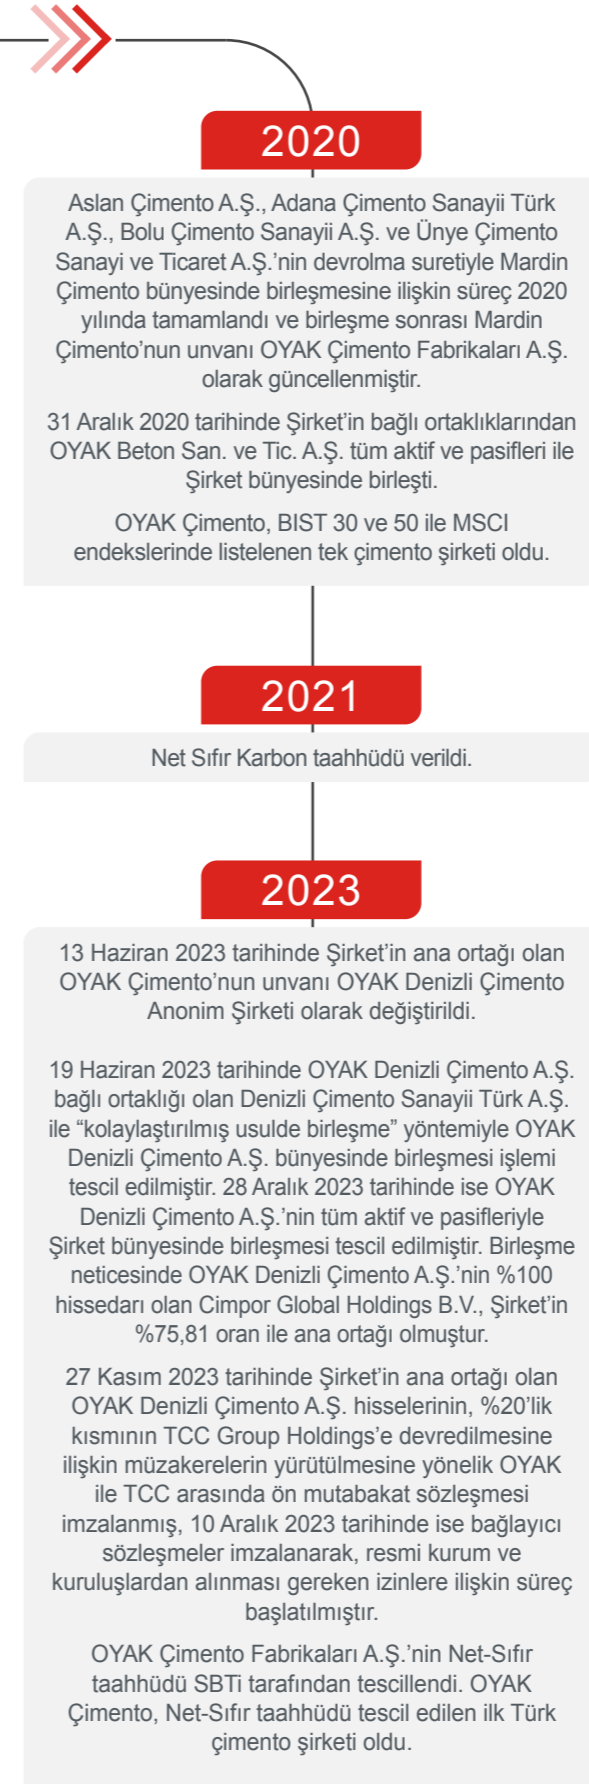 2020
Aslan Çimento A.Ş., Adana Çimento Sanayii Türk
A.Ş., Bolu Çimento Sanayii A.Ş. ve Ünye Çimento
Sanayi ve Ticaret A.Ş.’nin devrolma suretiyle Mardin
Çimento bünyesinde birleşmesine ilişkin süreç 2020
yılında tamamlandı ve birleşme sonrası Mardin
Çimento’nun unvanı OYAK Çimento Fabrikaları A.Ş.
olarak güncellenmiştir.
31 Aralık 2020 tarihinde Şirket’in bağlı ortaklıklarından
OYAK Beton San. ve Tic. A.Ş. tüm aktif ve pasifleri ile
Şirket bünyesinde birleşti.
OYAK Çimento, BIST 30 ve 50 ile MSCI
endekslerinde listelenen tek çimento şirketi oldu.
2021
Net Sıfır Karbon taahhüdü verildi.
2023
13 Haziran 2023 tarihinde Şirket’in ana ortağı olan
OYAK Çimento’nun unvanı OYAK Denizli Çimento
Anonim Şirketi olarak değiştirildi.
19 Haziran 2023 tarihinde OYAK Denizli Çimento A.Ş.
bağlı ortaklığı olan Denizli Çimento Sanayii Türk A.Ş.
ile “kolaylaştırılmış usulde birleşme” yöntemiyle OYAK
Denizli Çimento A.Ş. bünyesinde birleşmesi işlemi
tescil edilmiştir. 28 Aralık 2023 tarihinde ise OYAK
Denizli Çimento A.Ş.’nin tüm aktif ve pasifleriyle
Şirket bünyesinde birleşmesi tescil edilmiştir. Birleşme
neticesinde OYAK Denizli Çimento A.Ş.’nin %100
hissedarı olan Cimpor Global Holdings B.V., Şirket’in
%75,81 oran ile ana ortağı olmuştur.
27 Kasım 2023 tarihinde Şirket’in ana ortağı olan
OYAK Denizli Çimento A.Ş. hisselerinin, %20’lik
kısmının TCC Group Holdings’e devredilmesine
ilişkin müzakerelerin yürütülmesine yönelik OYAK
ile TCC arasında ön mutabakat sözleşmesi
imzalanmış, 10 Aralık 2023 tarihinde ise bağlayıcı
sözleşmeler imzalanarak, resmi kurum ve
kuruluşlardan alınması gereken izinlere ilişkin süreç
başlatılmıştır.
OYAK Çimento Fabrikaları A.Ş.’nin Net-Sıfır
taahhüdü SBTi tarafından tescillendi. OYAK
Çimento, Net-Sıfır taahhüdü tescil edilen ilk Türk
çimento şirketi oldu.